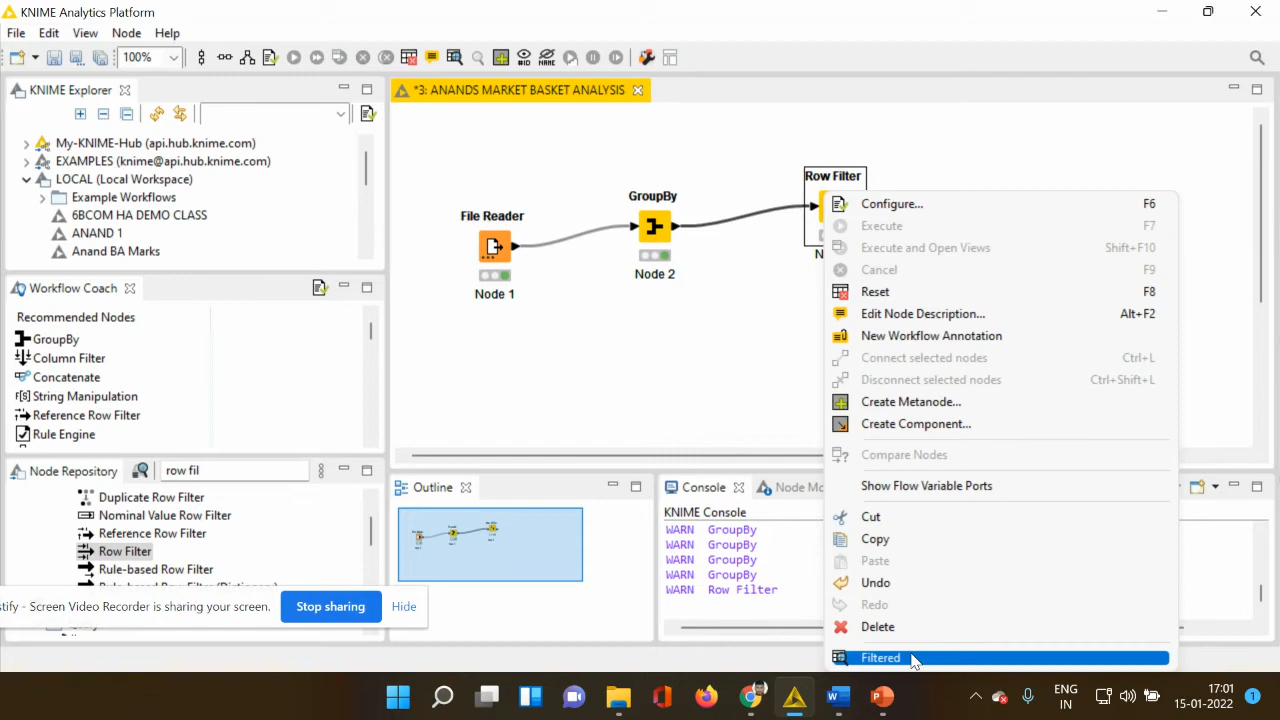 KNIME Analytics Platform
File Edit View Node Help
100%
KNIME Explorer
My-KNIME-Hub (api.hub.knime.com)
EXAMPLES (knime@api.hub.knime.com)
LOCAL (Local Workspace)
Example Workflows
6BCOM HA DEMO CLASS
ANAND 1
Anand BA Marks
Workflow Coach
Recommended Nodes
GroupBy
Column Filter
Concatenate
String Manipulation
Reference Row Filter
Rule Engine
Node Repository row fil
Duplicate Row Filter
Nominal Value Row Filter
Reference Row Filter
Row Filter
Rule-based Row Filter
*3: ANANDS MARKET BASKET ANALYSIS
File Reader
Node 1
GroupBy
Node 2
Row Filter
N
Configure... F6
Execute F7
Execute and Open Views Shift+F10
Cancel F9
Reset F8
Edit Node Description... Alt+F2
New Workflow Annotation
Connect selected nodes Ctrl+L
Disconnect selected nodes Ctrl+Shift+L
Create Metanode...
Create Component...
Compare Nodes
Show Flow Variable Ports
Cut
Copy
Paste
Undo
Redo
Delete
Filtered
Outline
Console Node Mo
KNIME Console
WARN GroupBy
WARN GroupBy
WARN GroupBy
WARN GroupBy
WARN Row Filter
stify - Screen Video Recorder is sharing your screen. Stop sharing Hide
ENG
IN
17:01
15-01-2022
1